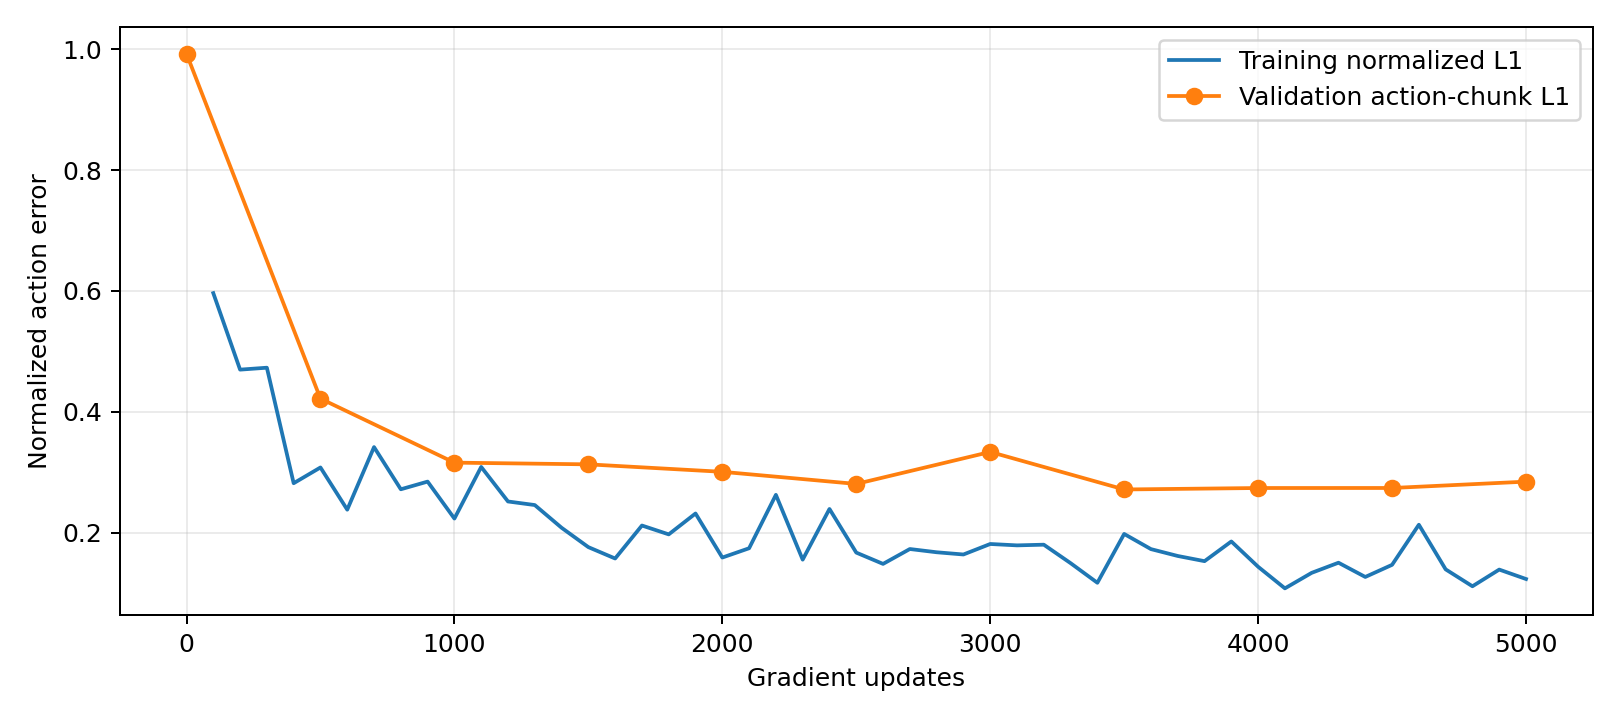 Training normalized L1
Validation action-chunk L1
Normalized action error
1.0
0.8
0.6
0.4
0.2
0 1000 2000 3000 4000 5000
Gradient updates